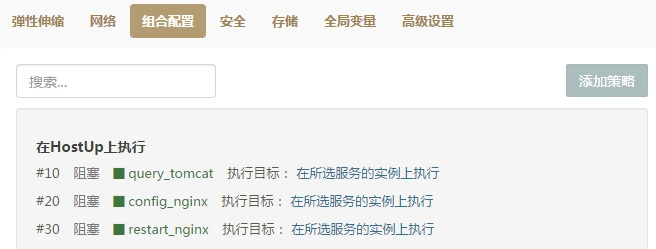 弹性伸缩 网络 组合配置 安全 存储 全局变量 高级设置
搜索... 添加策略
在HostUp上执行
#10 阻塞 query_tomcat 执行目标： 在所选服务的实例上执行
#20 阻塞 config_nginx 执行目标： 在所选服务的实例上执行
#30 阻塞 restart_nginx 执行目标： 在所选服务的实例上执行